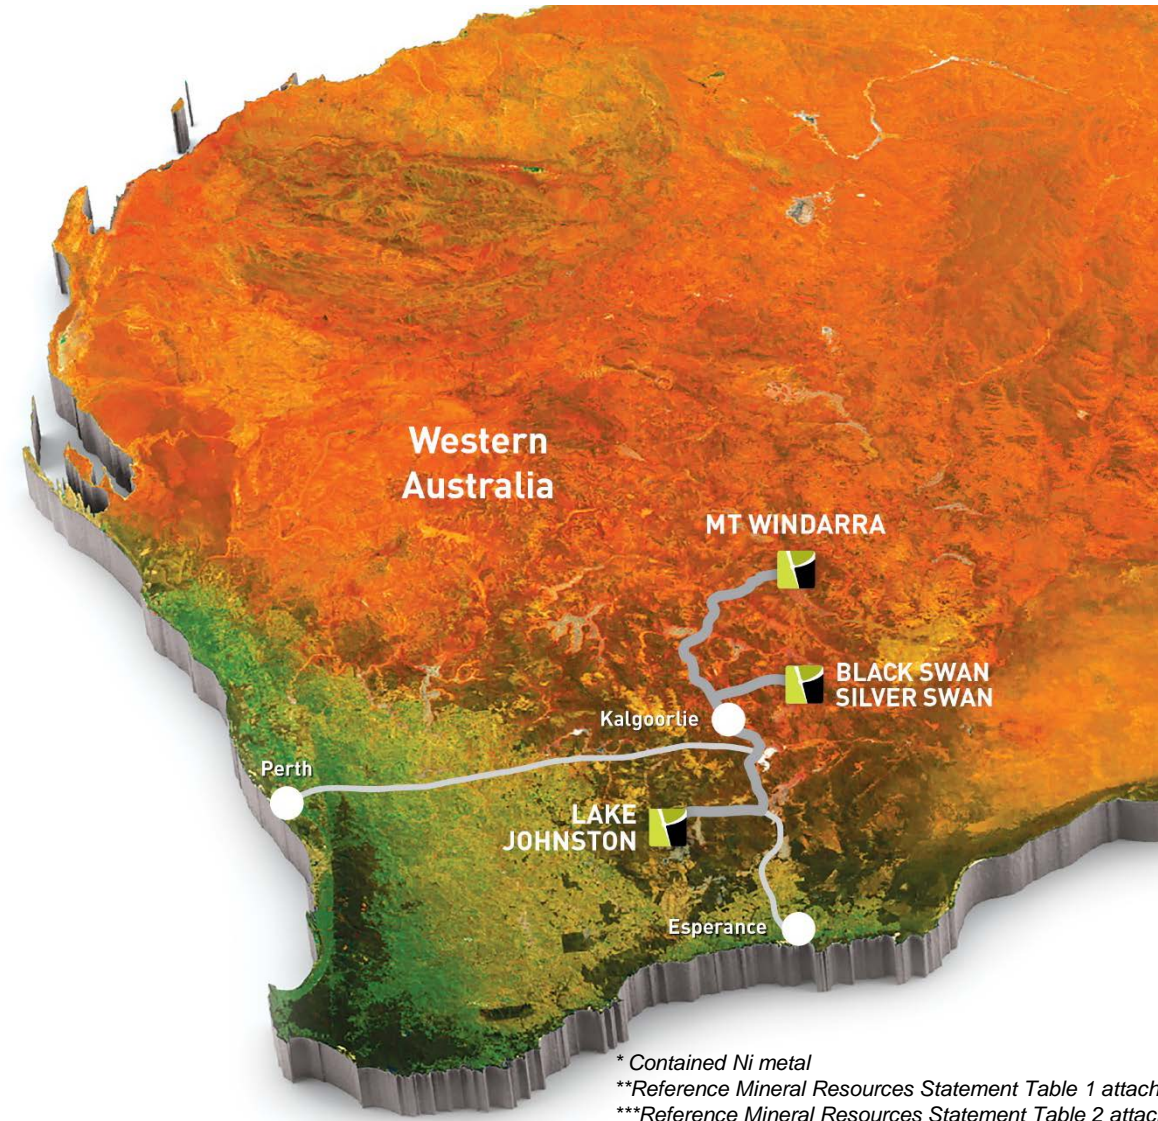 Western
Australia
MT WINDARRA
BLACK SWAN
SILVER SWAN
Kalgoorlie
Perth
LAKE
JOHNSTON
Esperance
* Contained Ni metal
**Reference Mineral Resources Statement Table 1 attach
***Reference Mineral Resources Statement Table 2 attac